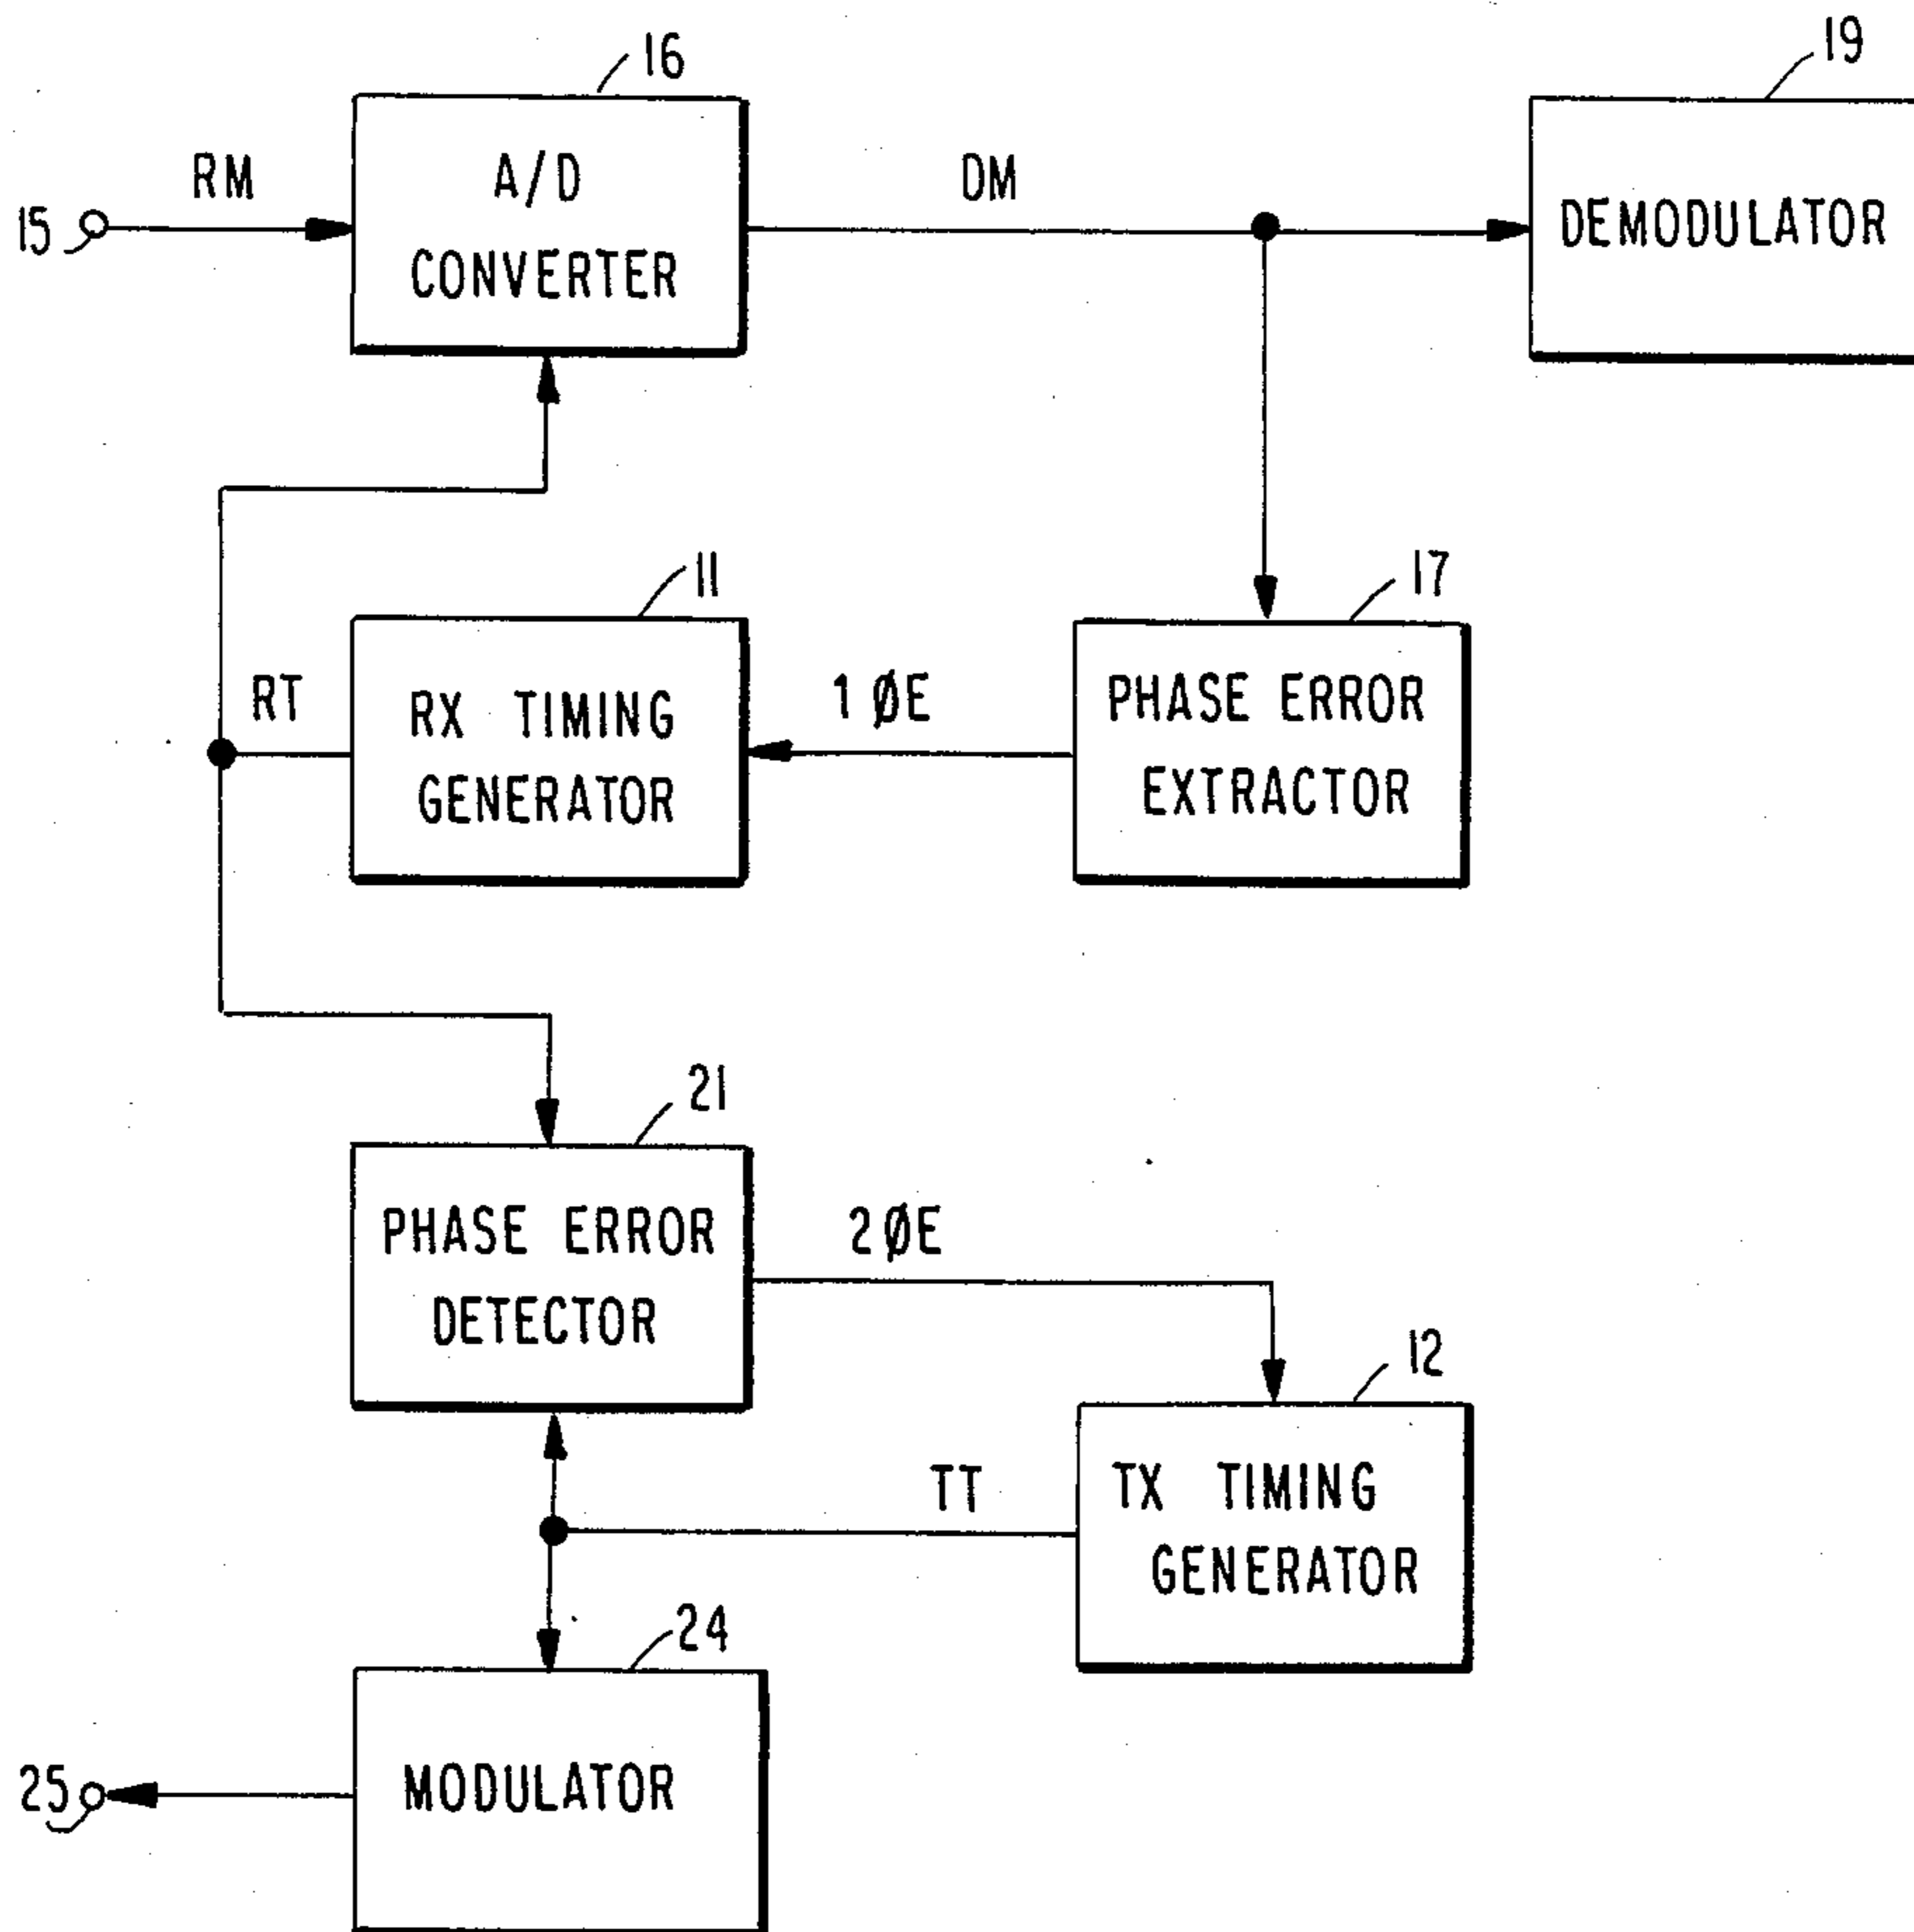 16
19
RM
A/D
CONVERTER
DM
DEMODULATOR
15
11
17
RT
RX TIMING
GENERATOR
1 ØE
PHASE ERROR
EXTRACTOR
21
PHASE ERROR
DETECTOR
2ØE
12
TT
TX TIMING
GENERATOR
24
MODULATOR
25